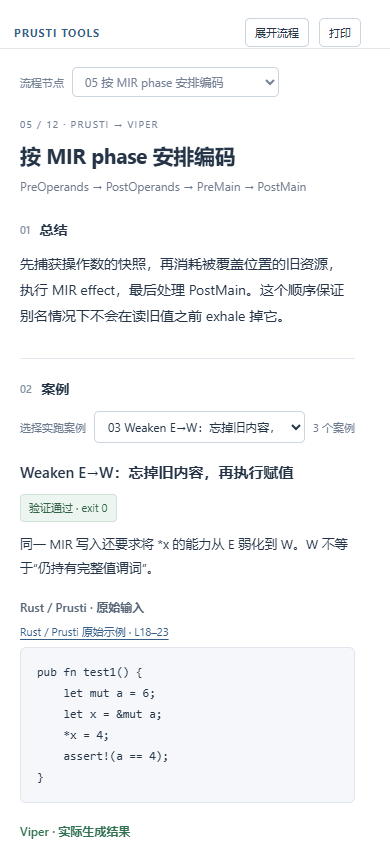 PRUSTI TOOLS
展开流程
打印
流程节点
05 按 MIR phase 安排编码
05 / 12 · PRUSTI → VIPER
按 MIR phase 安排编码
PreOperands → PostOperands → PreMain → PostMain
01 总结
先捕获操作数的快照，再消耗被覆盖位置的旧资源，
执行 MIR effect，最后处理 PostMain。这个顺序保证
别名情况下不会在读旧值之前 exhale 掉它。
02 案例
选择实跑案例
03 Weaken E→W：忘掉旧内容，
3 个案例
Weaken E→W：忘掉旧内容，再执行赋值
验证通过 · exit 0
同一 MIR 写入还要求将 *x 的能力从 E 弱化到 W。W 不等
于“仍持有完整值谓词”。
Rust / Prusti · 原始输入
Rust / Prusti 原始示例 · L18–23
pub fn test1() {
    let mut a = 6;
    let x = &mut a;
    *x = 4;
    assert!(a == 4);
}
Viper · 实际生成结果